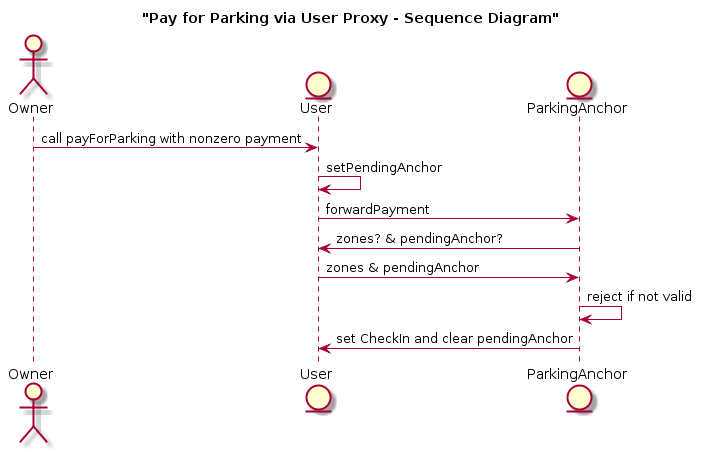 "Pay for Parking via User Proxy - Sequence Diagram"
Owner
User
ParkingAnchor
call payForParking with nonzero payment
setPendingAnchor
forwardPayment
zones? & pendingAnchor?
zones & pendingAnchor
reject if not valid
set CheckIn and clear pendingAnchor
Owner
User
ParkingAnchor